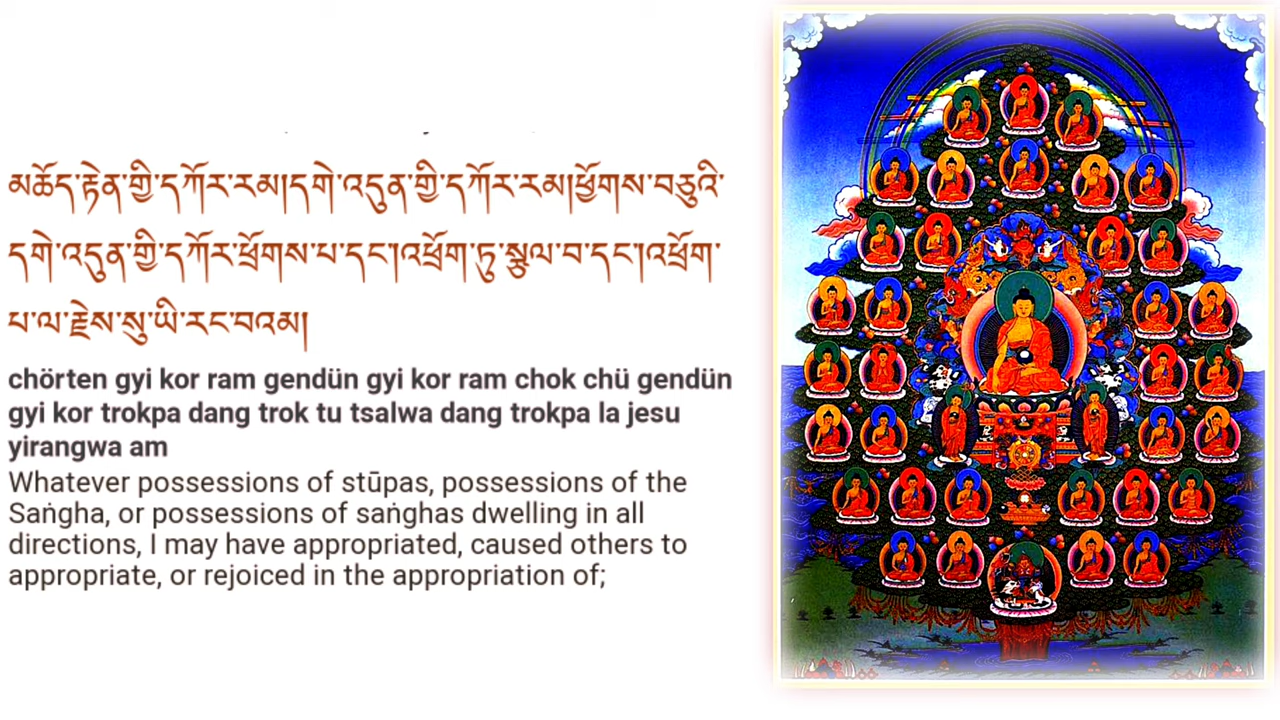 མཆོད་རྟེན་གྱི་དཀོར་རམ།དགེ་འདུན་གྱི་དཀོར་རམ།ཕྱོགས་བཅུའི་
དགེ་འདུན་གྱི་དཀོར་ཕྲོགས་པ་དང་།འཕྲོག་ཏུ་སྩལ་བ་དང་།འཕྲོག་
པ་ལ་རྗེས་སུ་ཡི་རང་བའམ།
chörten gyi kor ram gendün gyi kor ram chok chü gendün
gyi kor trokpa dang trok tu tsalwa dang trokpa la jesu
yirangwa am
Whatever possessions of stūpas, possessions of the
Saṅgha, or possessions of saṅghas dwelling in all
directions, I may have appropriated, caused others to
appropriate, or rejoiced in the appropriation of;